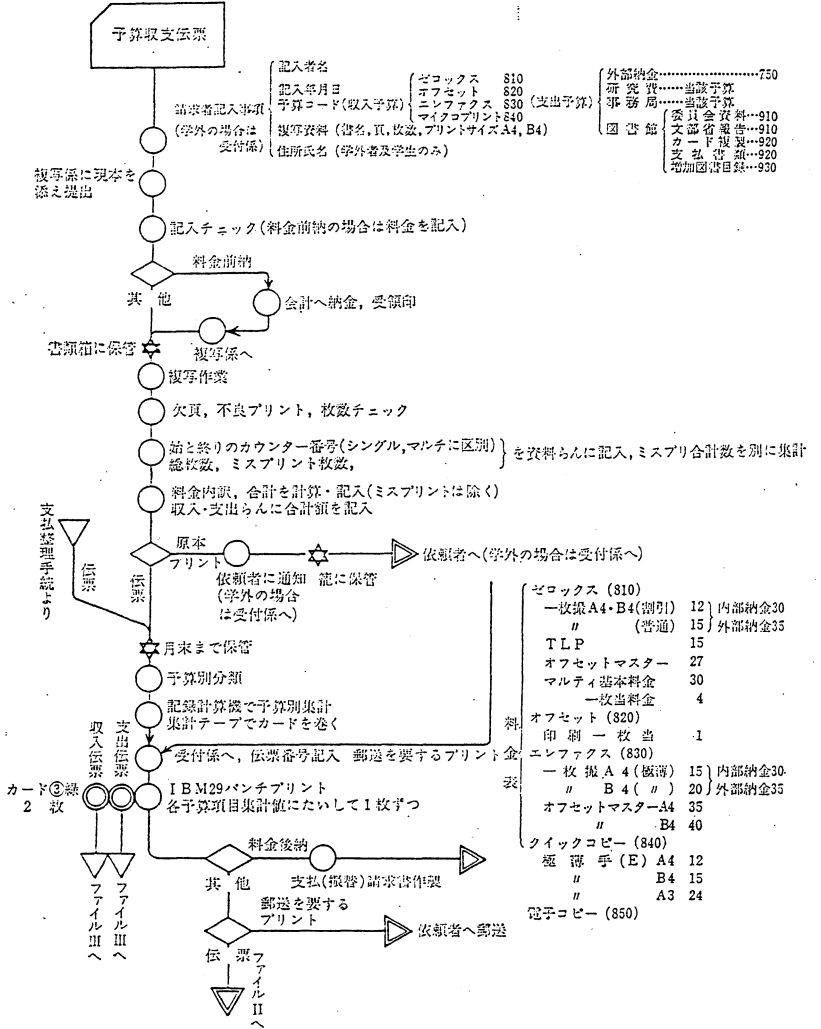 予算収支伝票
請求者記入事項
(学外の場合は
受付係)
記入者名
記入年月日
予算コード(収入予算)
ゼロックス 810
オフセット 820
エンファックス 830
マイクロプリント 840
(支出予算)
外部納金……………750
研究費……当該予算
事務局……当該予算
図書館
委員会資料…910
文部省報告…910
カード複製…920
支払書類…920
増加図書目録…930
複写資料(書名,頁,枚数,プリントサイズA4,B4)
住所氏名(学外者及学生のみ)
複写係に現本を
添え提出
記入チェック(料金前納の場合は料金を記入)
料金前納
其他
会計へ納金,受領印
複写係へ
書類箱に保管
複写作業
欠頁,不良プリント,枚数チェック
始と終りのカウンター番号(シングル,マルチに区別)
総枚数,ミスプリント枚数,
を資料らんに記入,ミスプリ合計数を別に集計
料金内訳,合計を計算・記入(ミスプリントは除く)
収入・支出らんに合計額を記入
支払整理手続より
伝票
原本
プリント
伝票
依頼者に通知
(学外の場合
は受付係へ)
籠に保管
依頼者へ(学外の場合は受付係へ)
月末まで保管
予算別分類
記録計算機で予算別集計
集計テープでカードを巻く
受付係へ,伝票番号記入
郵送を要するプリント
収入伝票
支出伝票
カード③緑
2枚
IBM29パンチプリント
各予算項目集計値にたいして1枚ずつ
ファイルⅢへ
ファイルⅢへ
料金後納
其他
支払(振替)請求書作製
郵送を要する
プリント
依頼者へ郵送
伝票
ファイルⅡへ
料金表
ゼロックス (810)
一枚撮A4・B4(割引) 12 内部納金30
〃 (普通) 15 外部納金35
TLP 15
オフセットマスター 27
マルティ基本料金 30
一枚当料金 4
オフセット (820)
印刷一枚当 1
エンファックス (830)
一枚撮A4(極薄) 15 内部納金30
〃 B4(〃) 20 外部納金35
オフセットマスターA4 35
〃 B4 40
クイックコピー (840)
極薄手(E) A4 12
〃 B4 15
〃 A3 24
電子コピー (850)